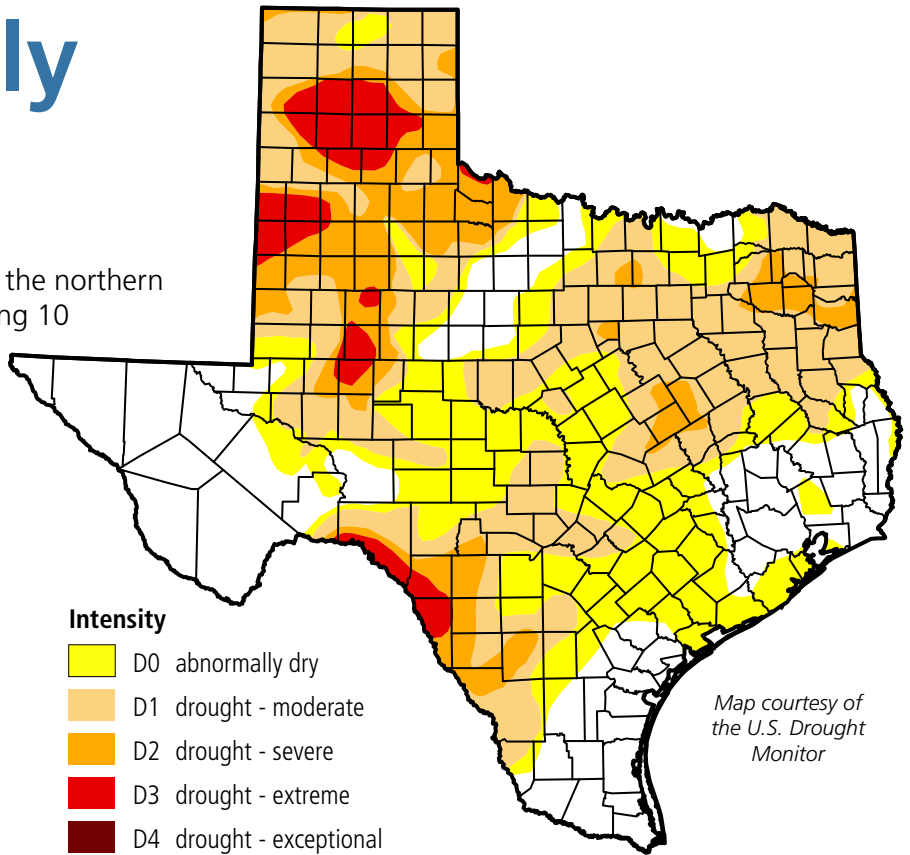 ly
the northern
ng 10
Intensity
D0 abnormally dry
D1 drought - moderate
D2 drought - severe
D3 drought - extreme
D4 drought - exceptional
Map courtesy of
the U.S. Drought
Monitor